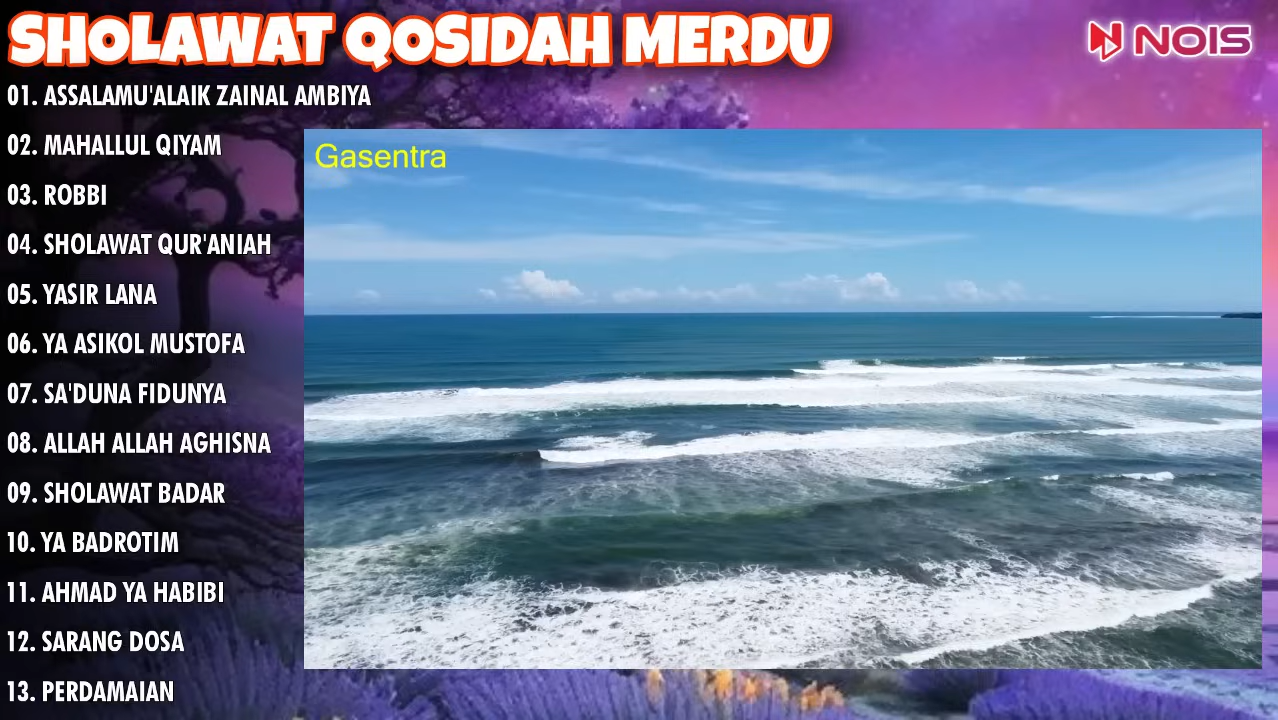 SHOLAWAT QOSIDAH MERDU
NOIS
01. ASSALAMU'ALAIK ZAINAL AMBIYA
02. MAHALLUL QIYAM
Gasentra
03. ROBBI
04. SHOLAWAT QUR'ANIAH
05. YASIR LANA
06. YA ASIKOL MUSTOFA
07. SA'DUNA FIDUNYA
08. ALLAH ALLAH AGHISNA
09. SHOLAWAT BADAR
10. YA BADROTIM
11. AHMAD YA HABIBI
12. SARANG DOSA
13. PERDAMAIAN